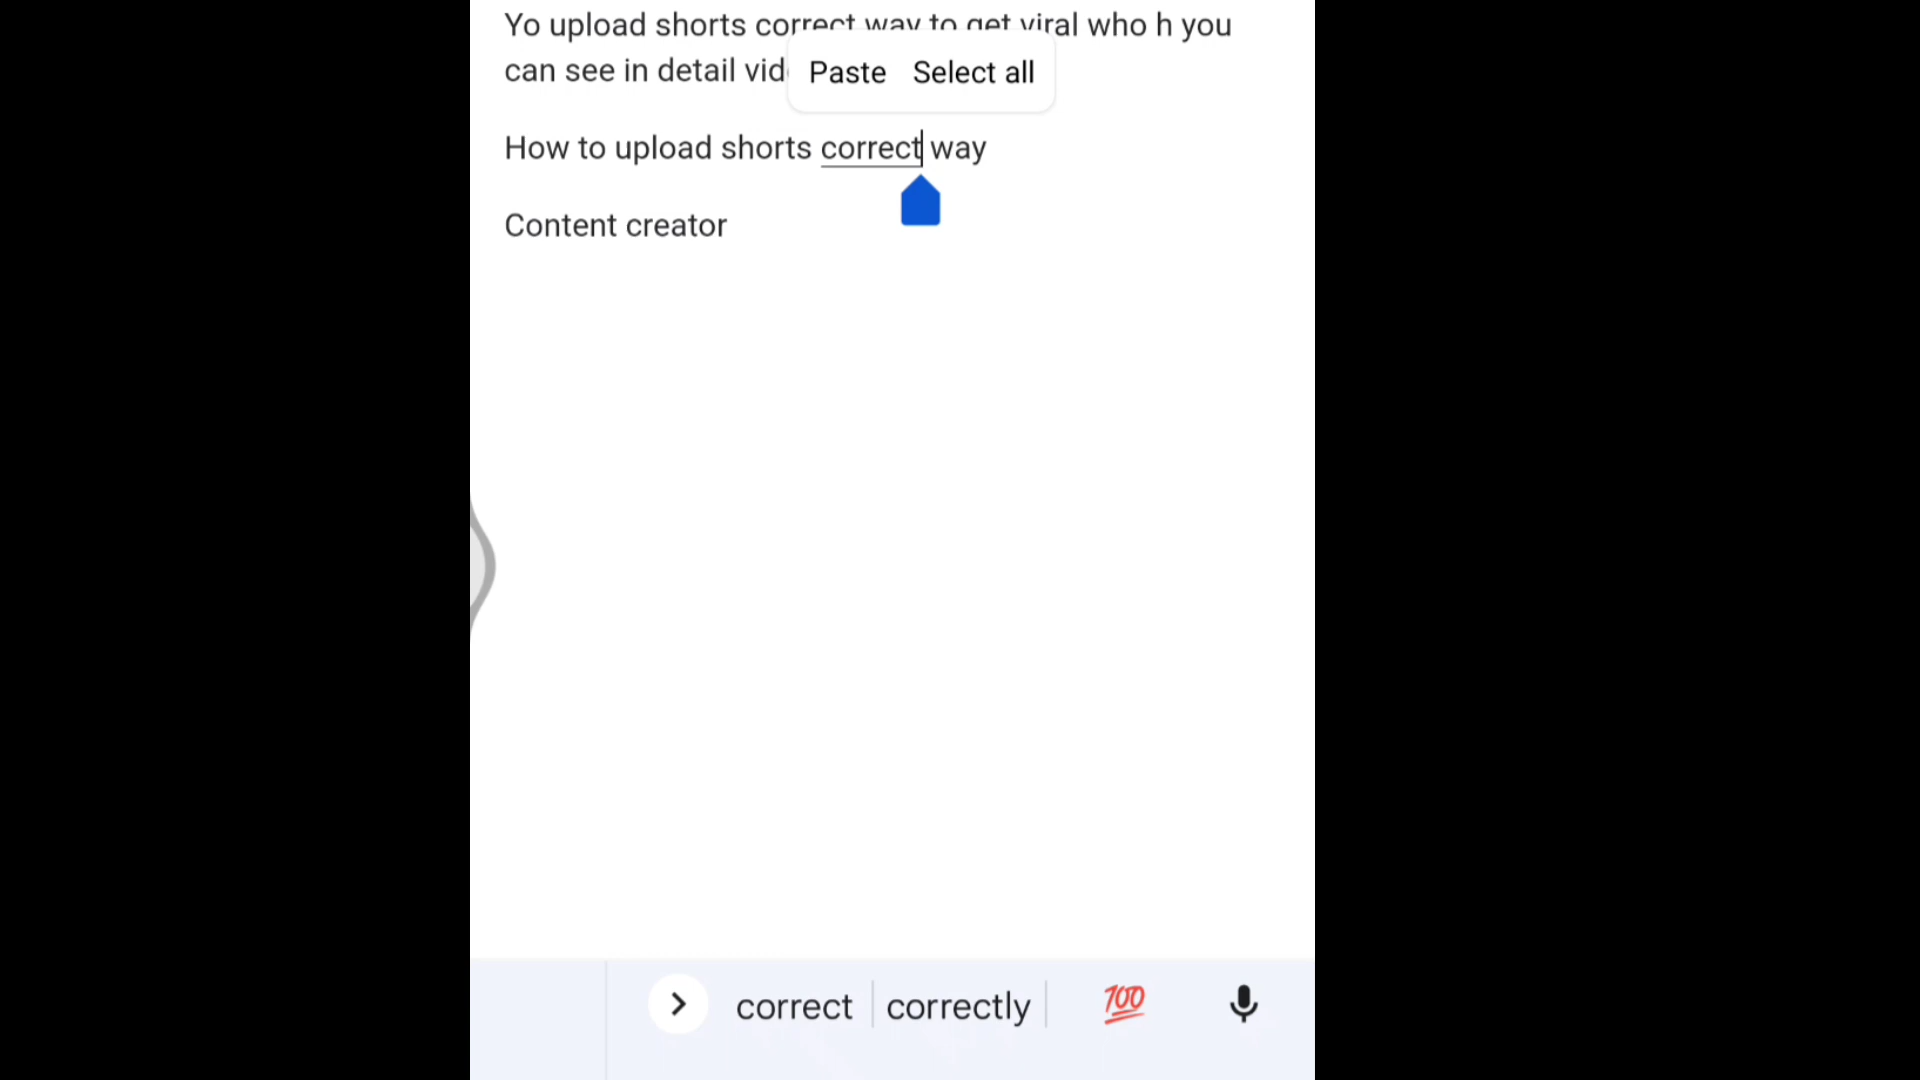 Yo upload shorts correct way to get viral who h you
can see in detail vid
Paste Select all
How to upload shorts correct way
Content creator
correct correctly 💯